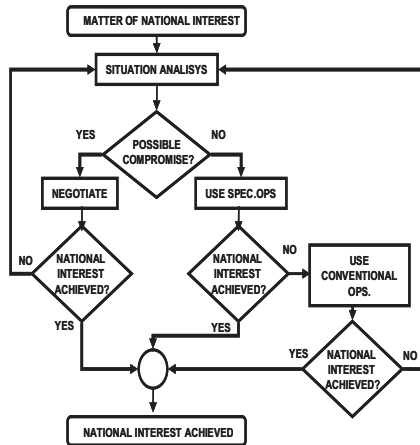 MATTER OF NATIONAL INTEREST
SITUATION ANALISYS
YES
NO
POSSIBLE
COMPROMISE?
NEGOTIATE
USE SPEC.OPS
NO
NATIONAL
INTEREST
ACHIEVED?
YES
NATIONAL
INTEREST
ACHIEVED?
NO
YES
USE
CONVENTIONAL
OPS.
YES
NATIONAL
INTEREST
ACHIEVED?
NO
NATIONAL INTEREST ACHIEVED